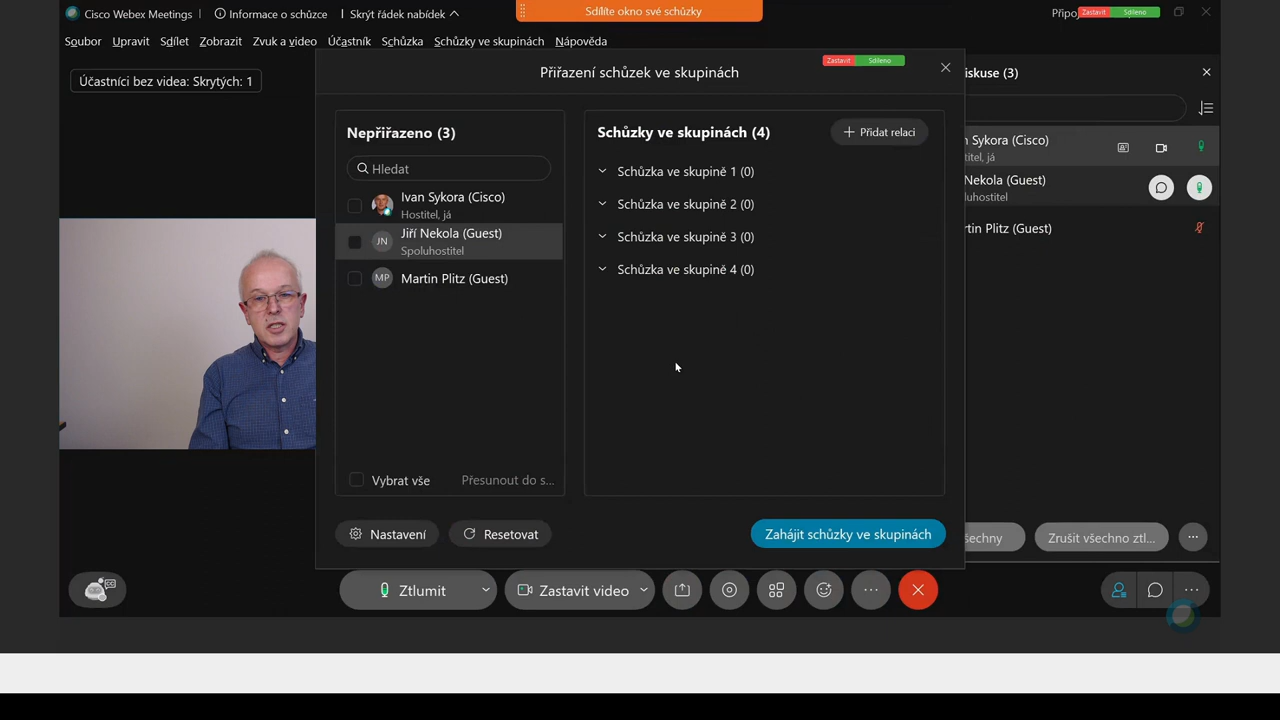 Cisco Webex Meetings
Informace o schůzce
Skrýt řádek nabídek
Sdílíte okno své schůzky
Připoj
Zastavit
Sdíleno
Soubor
Upravit
Sdílet
Zobrazit
Zvuk a video
Účastník
Schůzka
Schůzky ve skupinách
Nápověda
Účastníci bez videa: Skrytých: 1
Přiřazení schůzek ve skupinách
Zastavit
Sdíleno
iskuse (3)
Nepřiřazeno (3)
Hledat
Ivan Sykora (Cisco)
Hostitel, já
JN
Jiří Nekola (Guest)
Spoluhostitel
MP
Martin Plitz (Guest)
Vybrat vše
Přesunout do s...
Schůzky ve skupinách (4)
Přidat relaci
Schůzka ve skupině 1 (0)
Schůzka ve skupině 2 (0)
Schůzka ve skupině 3 (0)
Schůzka ve skupině 4 (0)
n Sykora (Cisco)
titel, já
Nekola (Guest)
luhostitel
rtin Plitz (Guest)
Nastavení
Resetovat
Zahájit schůzky ve skupinách
šechny
Zrušit všechno ztl...
CC
Ztlumit
Zastavit video